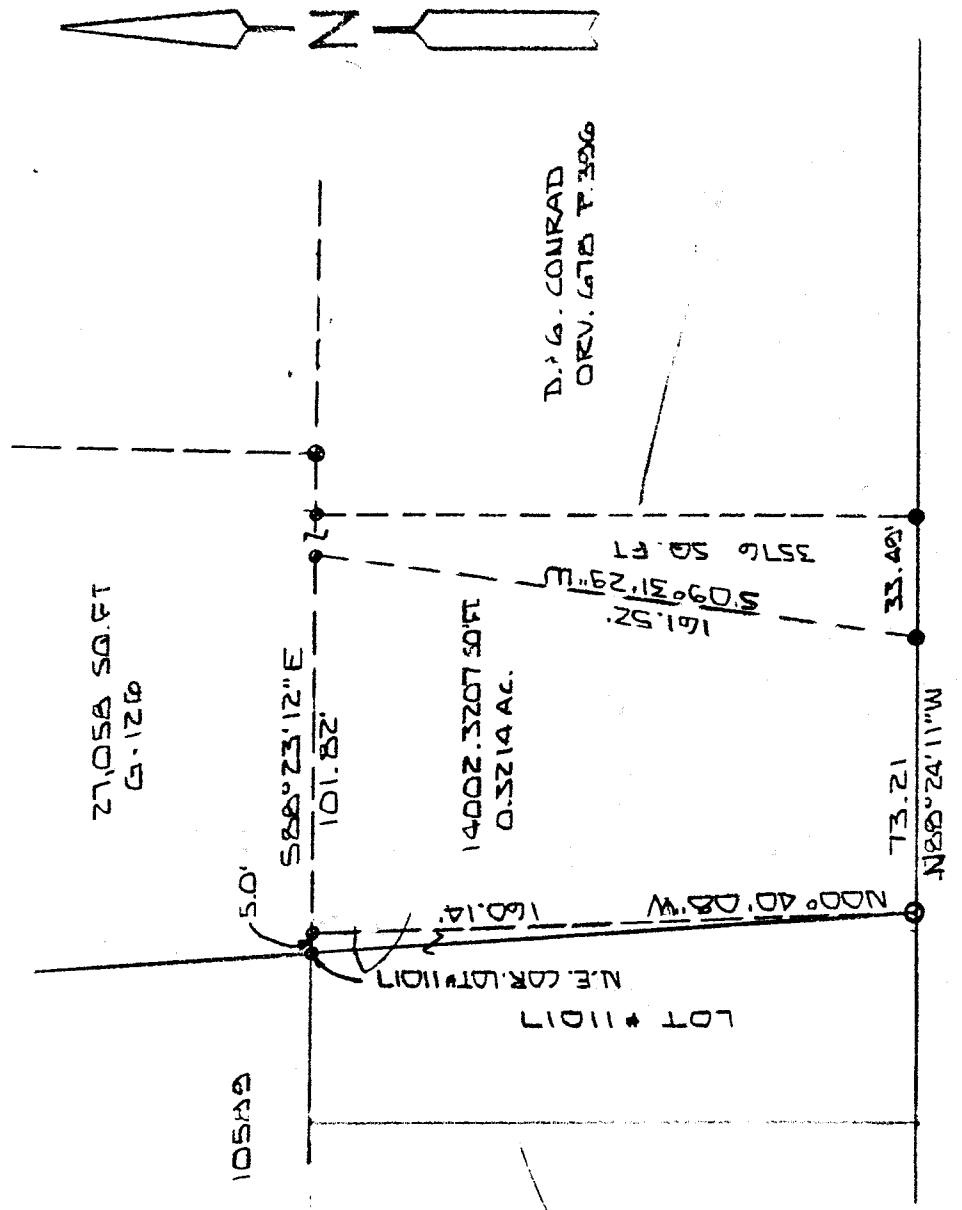 N
27,058 SQ.FT
G-126
S88°23'12"E
101.82'
5.0'
14002.3207 SQ.FT
0.3214 AC.
D.
G. CONRAD
ORV. 678 P.396
3576 SQ.FT
S09°31'29"W
161.52'
33.49'
73.21
N88°24'11"W
N00°40'08"W
160.14'
N.E. COR. LOT #11017
LOT #11017